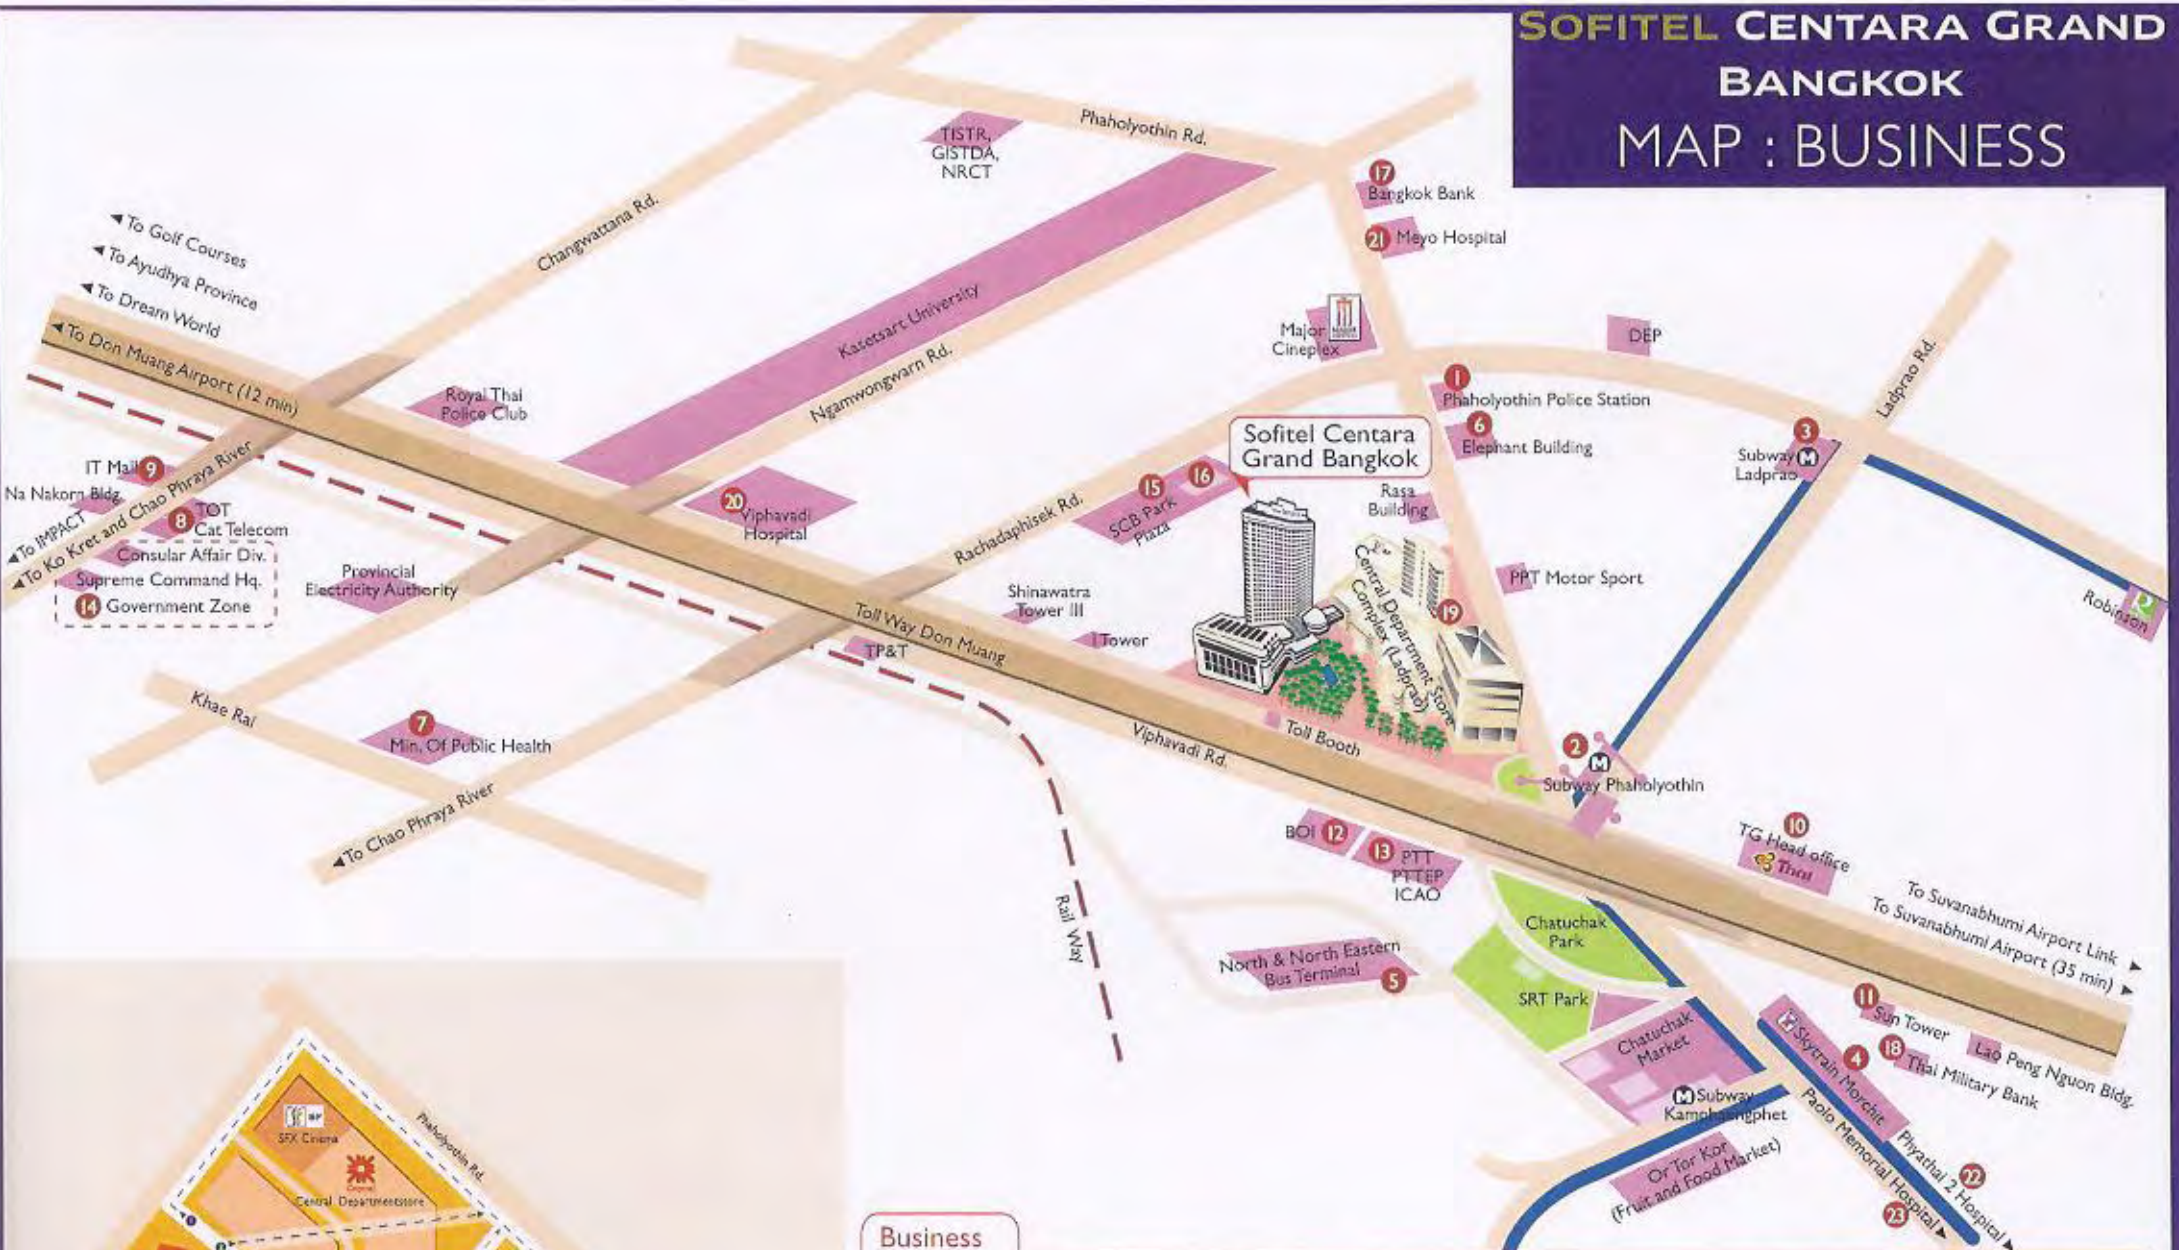 SOFITEL CENTARA GRAND
BANGKOK
MAP : BUSINESS
Phaholyothin Rd.
TISTR,
GISTDA,
NRCT
17
Bangkok Bank
21 Meyo Hospital
Changwattana Rd.
To Golf Courses
To Ayudhya Province
To Dream World
To Don Muang Airport (12 min)
Katetsart University
Ngamwongwarn Rd.
Major
Cineplex
DEP
Ladprao Rd.
Royal Thai
Police Club
1
Phaholyothin Police Station
6
Elephant Building
3
Subway M
Ladprao
Sofitel Centara
Grand Bangkok
IT Mall 9
Na Nakorn Bldg.
To IMPACT
To Ko Kret and Chao Phraya River
TOT
8 Cat Telecom
Consular Affair Div.
Supreme Command Hq.
14 Government Zone
Provincial
Electricity Authority
20
Viphavadi
Hospital
Rachadaphisek Rd.
15 16
SCB Park
Plaza
Rasa
Building
Shinawatra
Tower III
I Tower
Toll Way Don Muang
TP&T
Central Department Store
Complex (Ladprao)
19
PPT Motor Sport
Robinson
Khae Rai
7
Min. Of Public Health
To Chao Phraya River
Viphavadi Rd.
Toll Booth
2
M
Subway Phaholyothin
BOI 12
13 PTT
PTTEP
ICAO
10
TG Head office
Thai
To Suvanabhumi Airport Link
To Suvanabhumi Airport (35 min)
Rail Way
Chatuchak
Park
North & North Eastern
Bus Terminal 5
SRT Park
Chatuchak
Market
11
Sun Tower
18
Thai Military Bank
Lao Peng Nguon Bldg.
Skytrain Morchit
4
M Subway
Kamphaengphet
Or Tor Kor
(Fruit and Food Market)
Paolo Memorial Hospital
23
Phyathai 2 Hospital
22
SFX Cinema
Phaholyothin Rd.
Central Departmentstore
Business